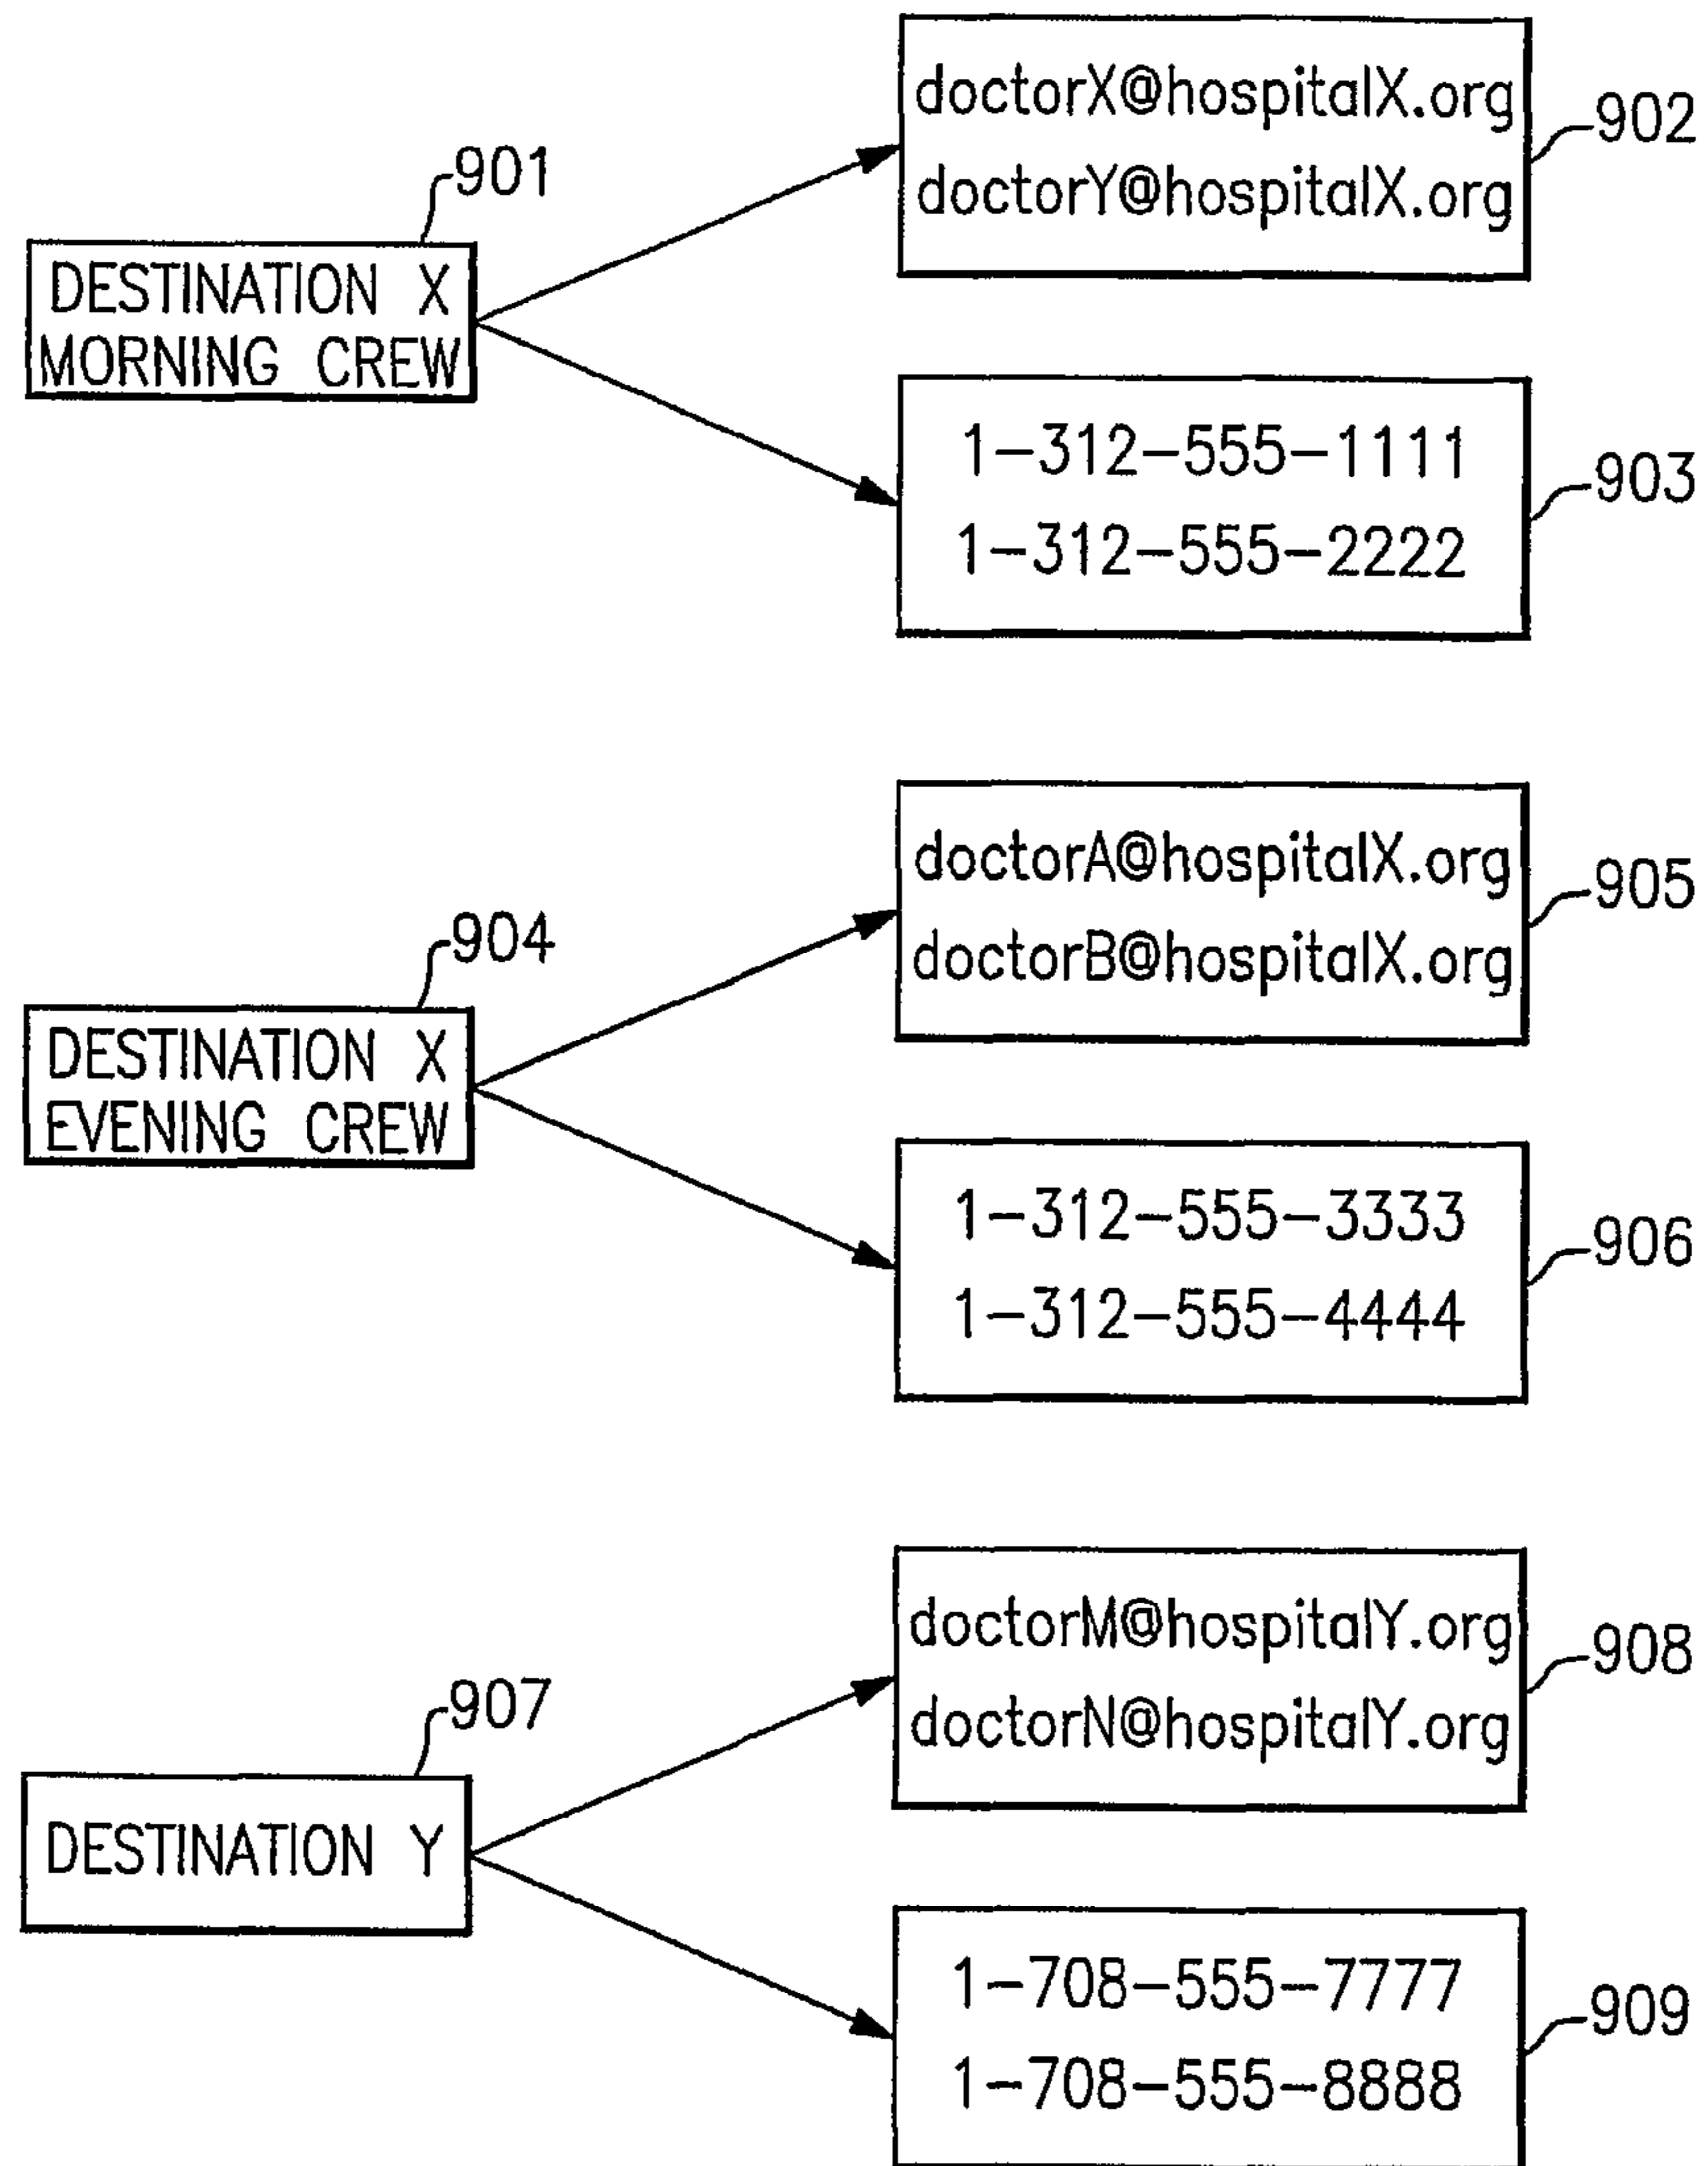 901
DESTINATION X
MORNING CREW
doctorX@hospitalX.org
doctorY@hospitalX.org
902
1-312-555-1111
1-312-555-2222
903
904
DESTINATION X
EVENING CREW
doctorA@hospitalX.org
doctorB@hospitalX.org
905
1-312-555-3333
1-312-555-4444
906
907
DESTINATION Y
doctorM@hospitalY.org
doctorN@hospitalY.org
908
1-708-555-7777
1-708-555-8888
909